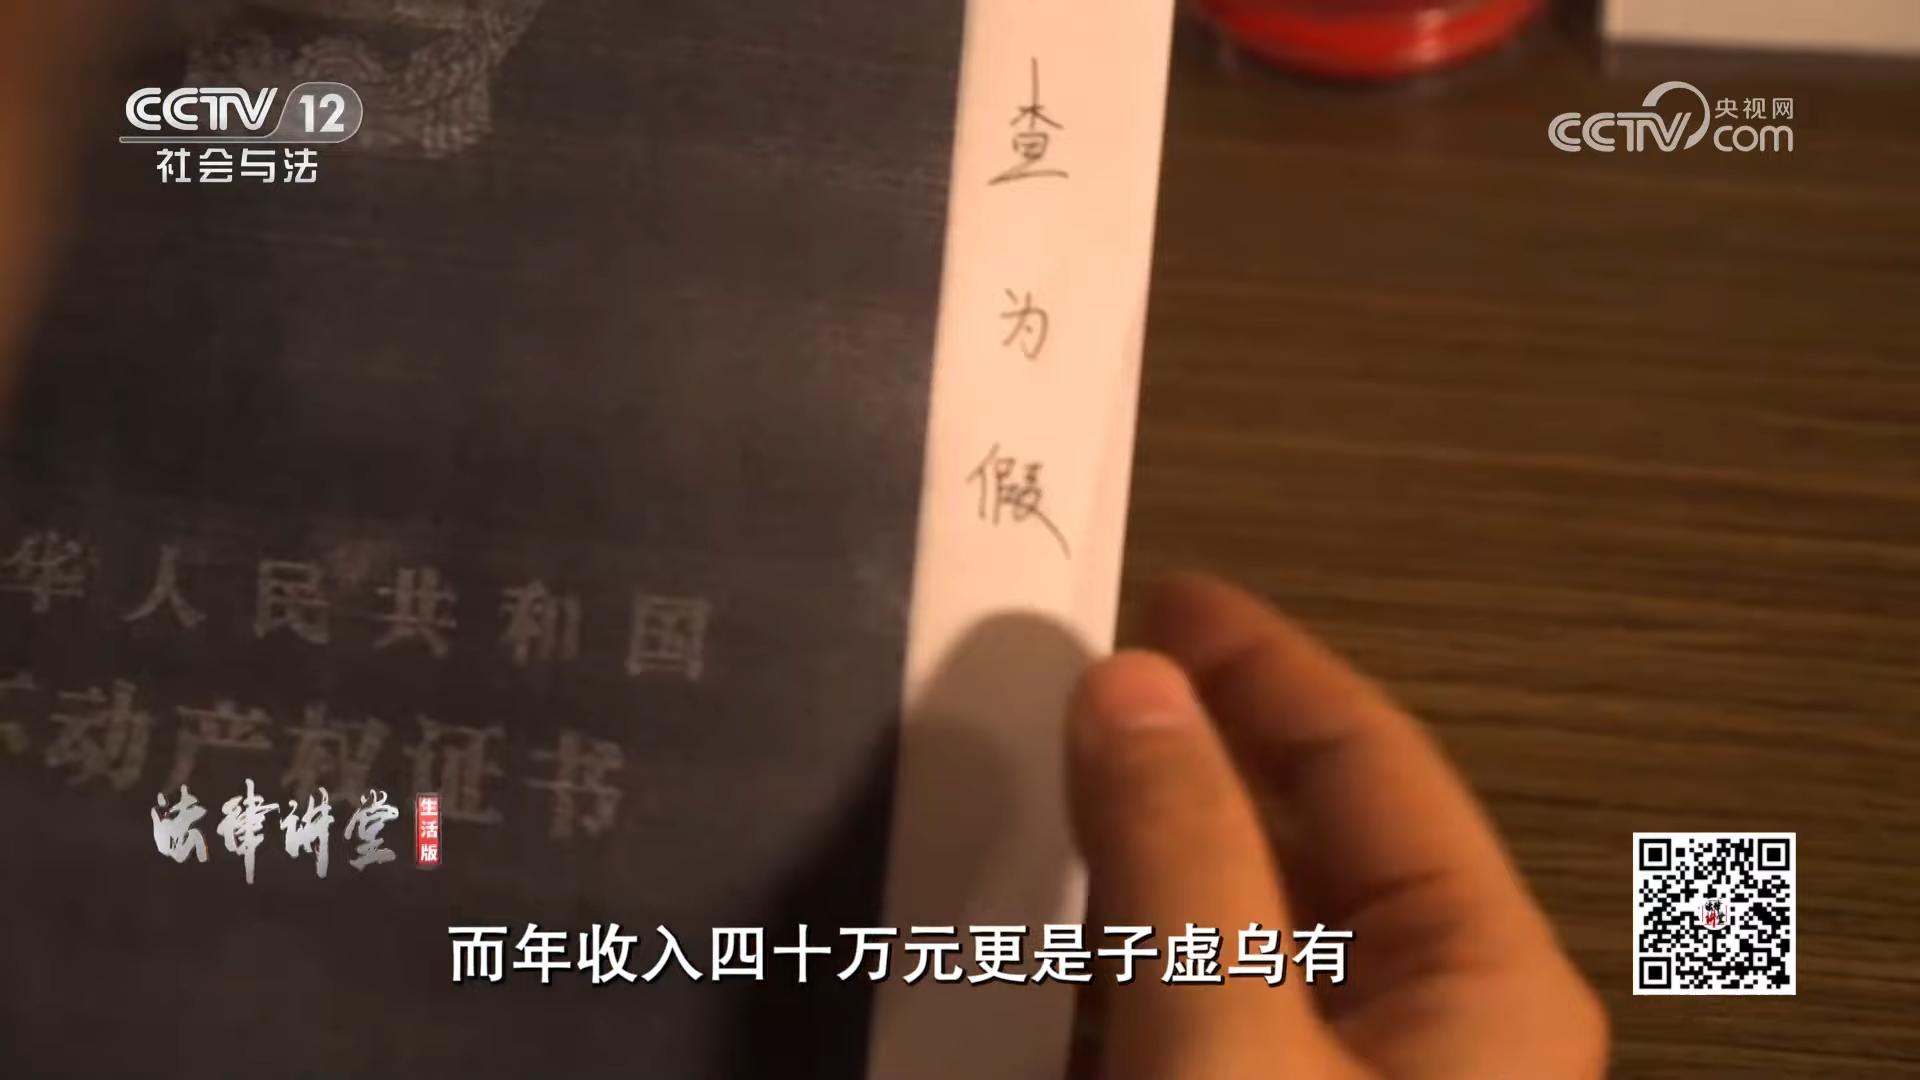 CCTV 12
社会与法
央视网
CCTV com
查为假
华人民共和国
动产权证书
法律讲堂
生活版
而年收入四十万元更是子虚乌有